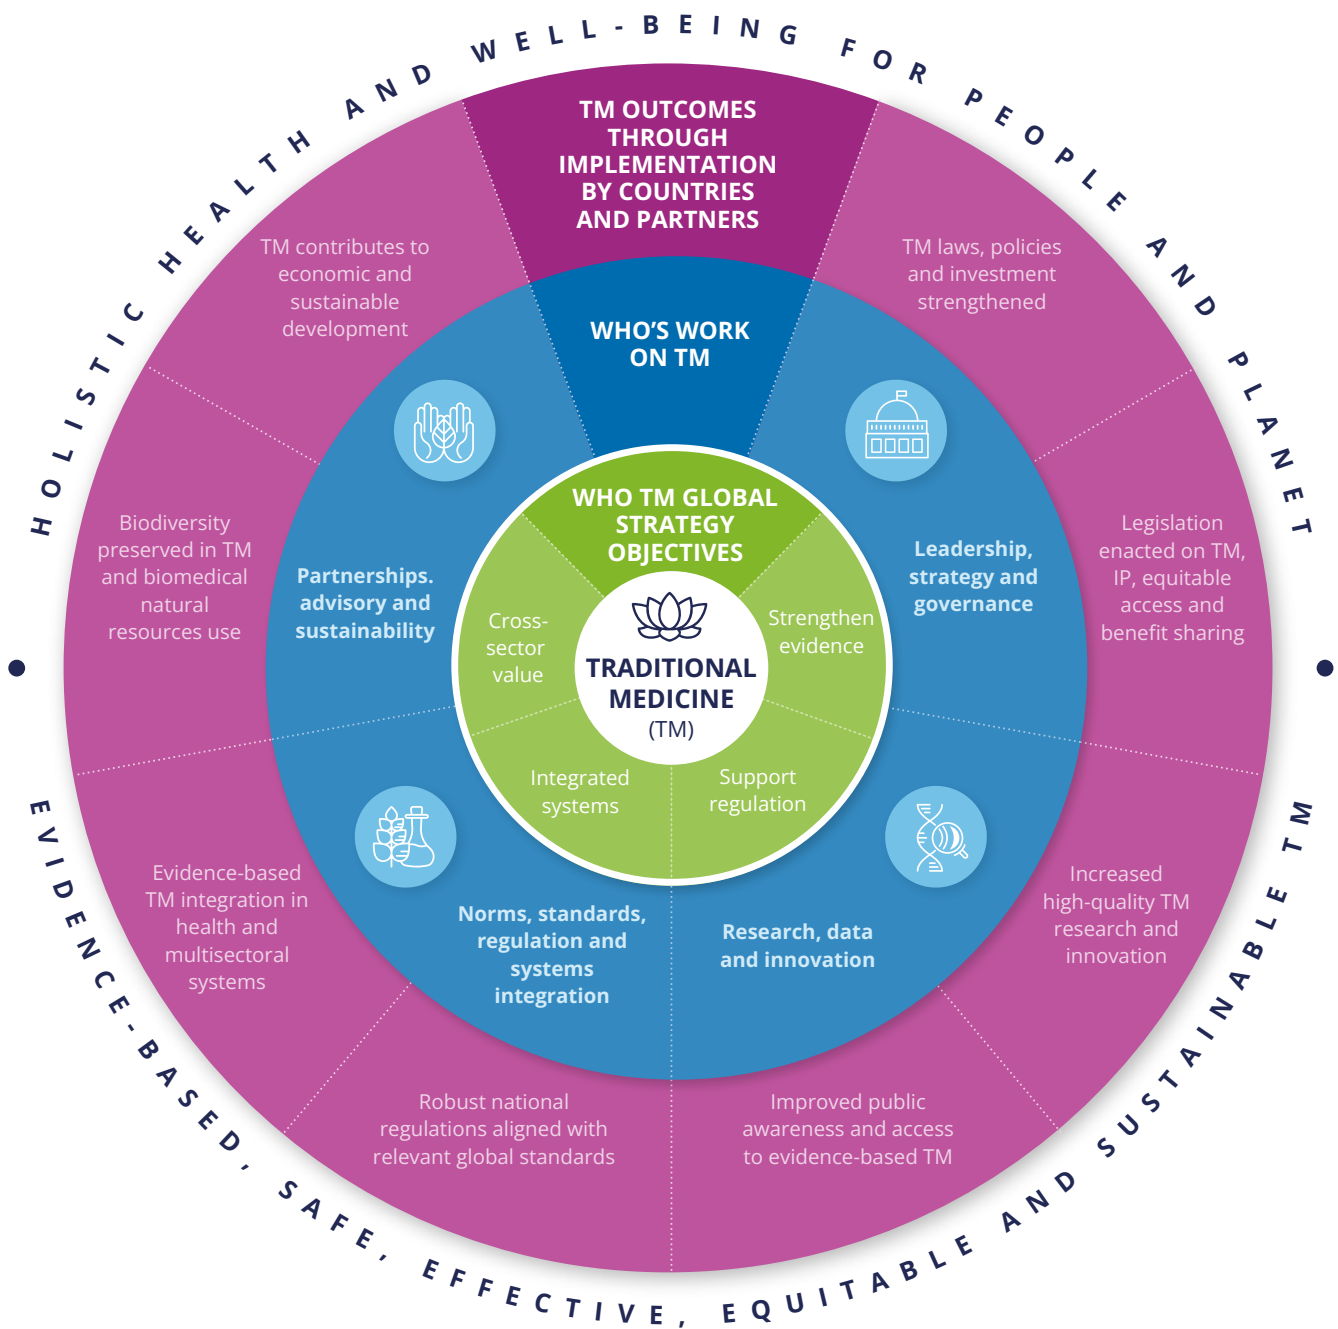 HOLISTIC HEALTH AND WELL-BEING FOR PEOPLE AND PLANET
TM OUTCOMES
THROUGH
IMPLEMENTATION
BY COUNTRIES
AND PARTNERS
TM laws, policies
and investment
strengthened
Legislation
enacted on TM,
IP, equitable
access and
benefit sharing
Increased
high-quality TM
research and
innovation
Improved public
awareness and access
to evidence-based TM
Robust national
regulations aligned with
relevant global standards
Evidence-based
TM integration in
health and
multisectoral
systems
Biodiversity
preserved in TM
and biomedical
natural
resources use
TM contributes to
economic and
sustainable
development
WHO’S WORK
ON TM
Leadership,
strategy and
governance
Research, data
and innovation
Norms, standards,
regulation and
systems
integration
Partnerships.
advisory and
sustainability
WHO TM GLOBAL
STRATEGY
OBJECTIVES
Strengthen
evidence
Support
regulation
Integrated
systems
Cross-
sector
value
TRADITIONAL
MEDICINE
(TM)
EVIDENCE-BASED, SAFE, EFFECTIVE, EQUITABLE AND SUSTAINABLE TM